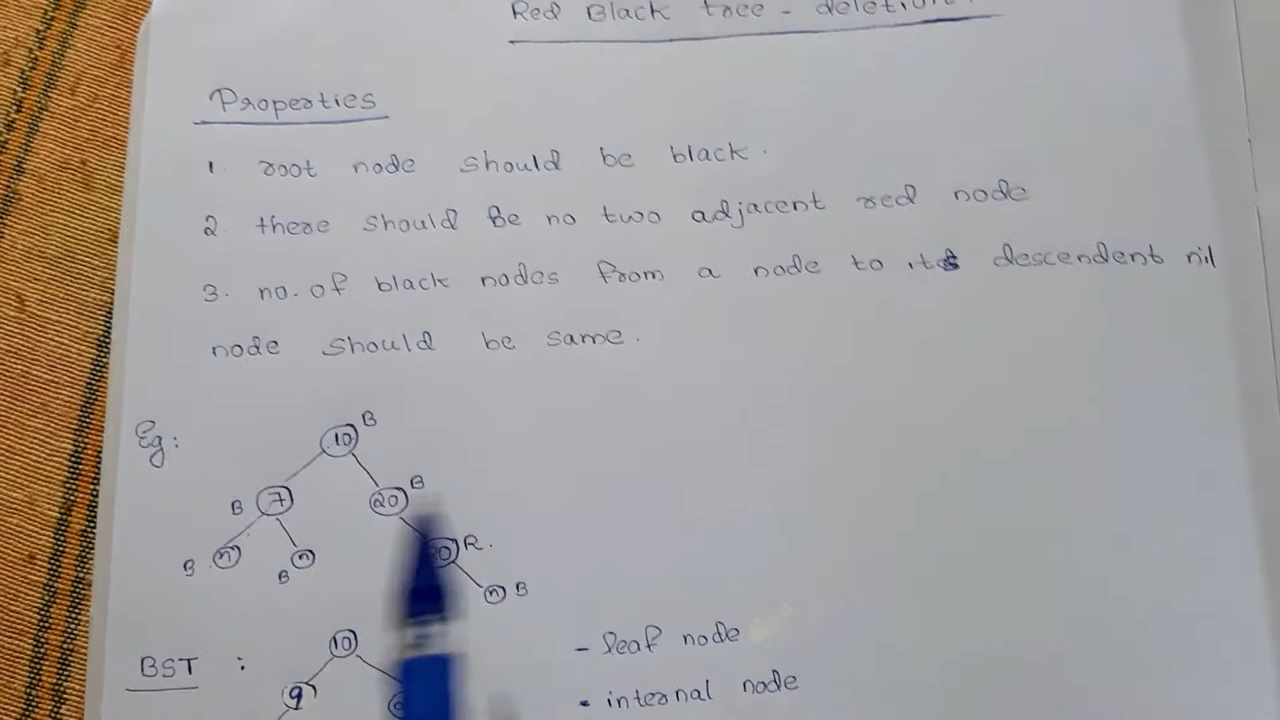 Red Black tree - deletion.
Properties
1. root node should be black.
2. there should be no two adjacent red node
3. no. of black nodes from a node to its descendent nil
node should be same.
Eg:
10 B
B 7
20 B
B n
n B
R.
n B
BST :
10
9
- leaf node
- internal node